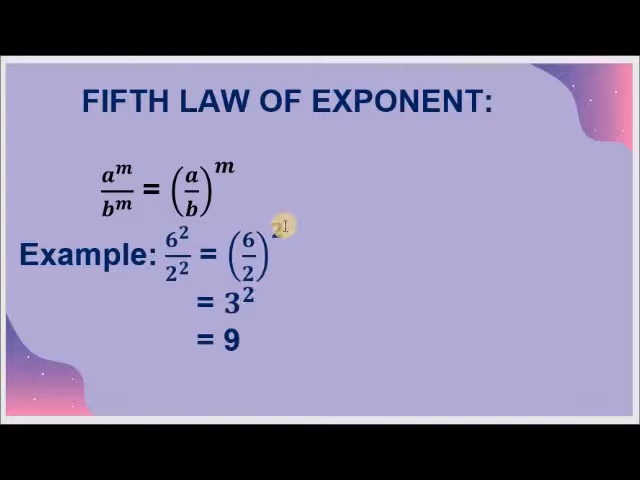 FIFTH LAW OF EXPONENT:
a^m/b^m = (a/b)^m
Example: 6^2/2^2 = (6/2)^2
= 3^2
= 9